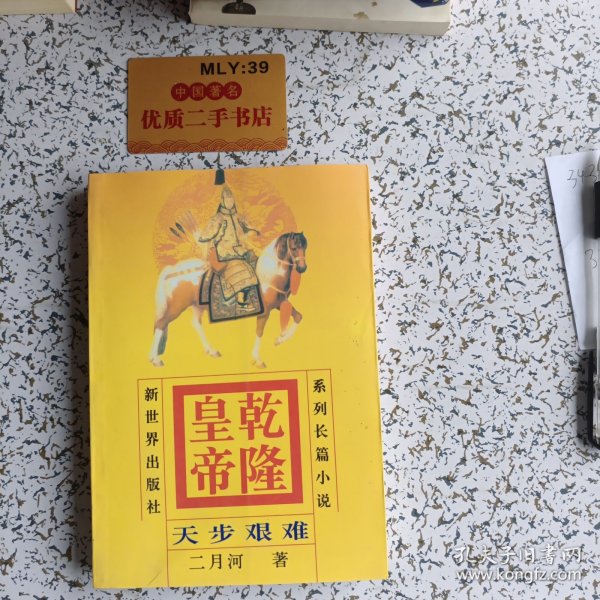 MLY:39
中国著名
优质二手书店
系列长篇小说
乾隆
皇帝
新世界出版社
天步艰难
二月河 著
孔夫子旧书网
www.kongfz.com